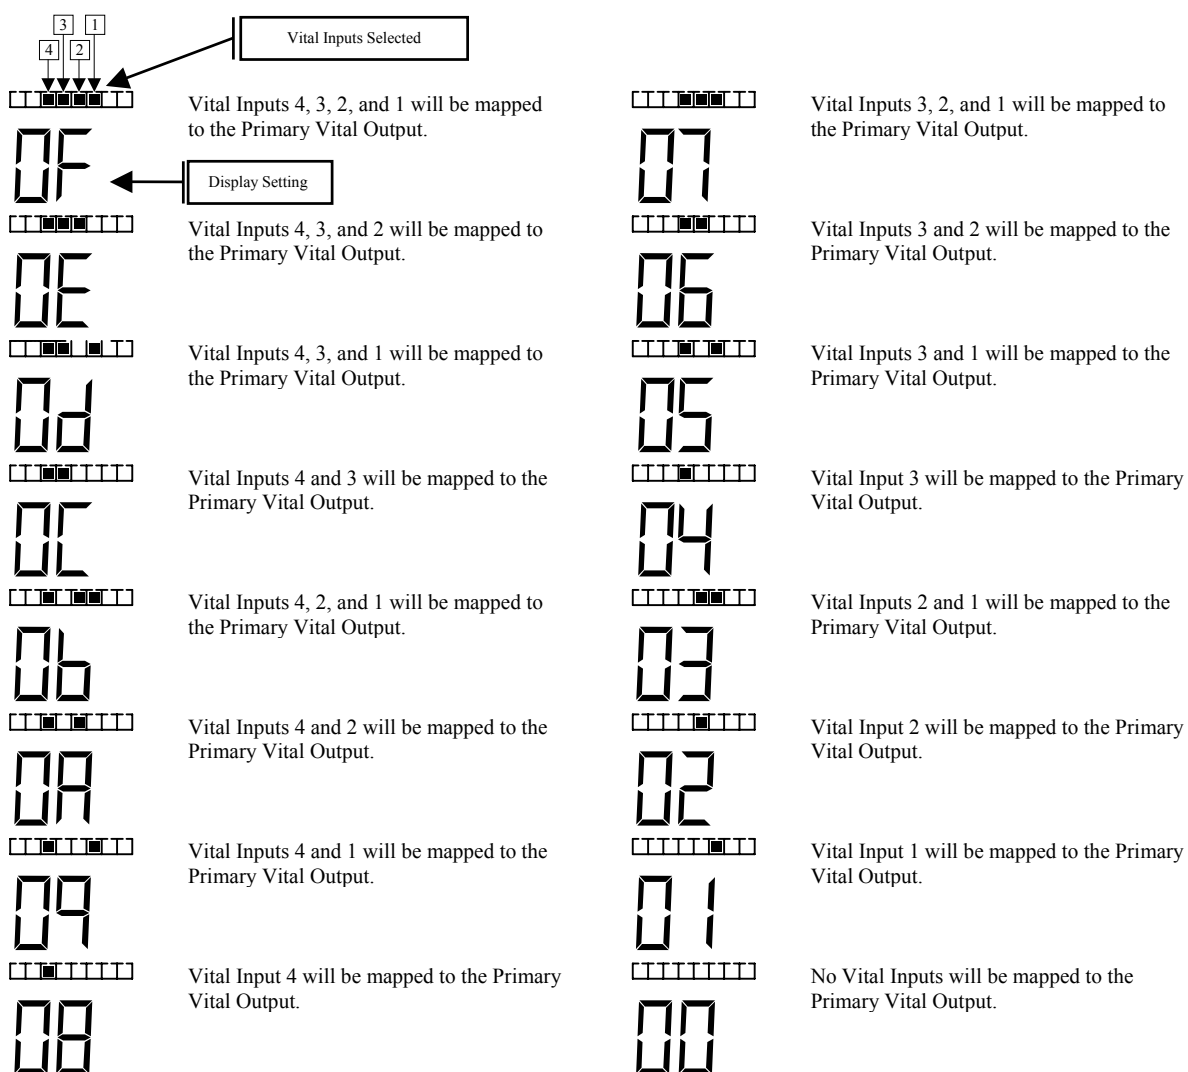 3 1
4 2
Vital Inputs Selected
Vital Inputs 4, 3, 2, and 1 will be mapped
to the Primary Vital Output.
0F
Display Setting
Vital Inputs 4, 3, and 2 will be mapped to
the Primary Vital Output.
0E
Vital Inputs 4, 3, and 1 will be mapped to
the Primary Vital Output.
0d
Vital Inputs 4 and 3 will be mapped to the
Primary Vital Output.
0C
Vital Inputs 4, 2, and 1 will be mapped to
the Primary Vital Output.
0b
Vital Inputs 4 and 2 will be mapped to the
Primary Vital Output.
0A
Vital Inputs 4 and 1 will be mapped to the
Primary Vital Output.
09
Vital Input 4 will be mapped to the Primary
Vital Output.
08
Vital Inputs 3, 2, and 1 will be mapped to
the Primary Vital Output.
07
Vital Inputs 3 and 2 will be mapped to the
Primary Vital Output.
06
Vital Inputs 3 and 1 will be mapped to the
Primary Vital Output.
05
Vital Input 3 will be mapped to the Primary
Vital Output.
04
Vital Inputs 2 and 1 will be mapped to the
Primary Vital Output.
03
Vital Input 2 will be mapped to the Primary
Vital Output.
02
Vital Input 1 will be mapped to the Primary
Vital Output.
01
No Vital Inputs will be mapped to the
Primary Vital Output.
00